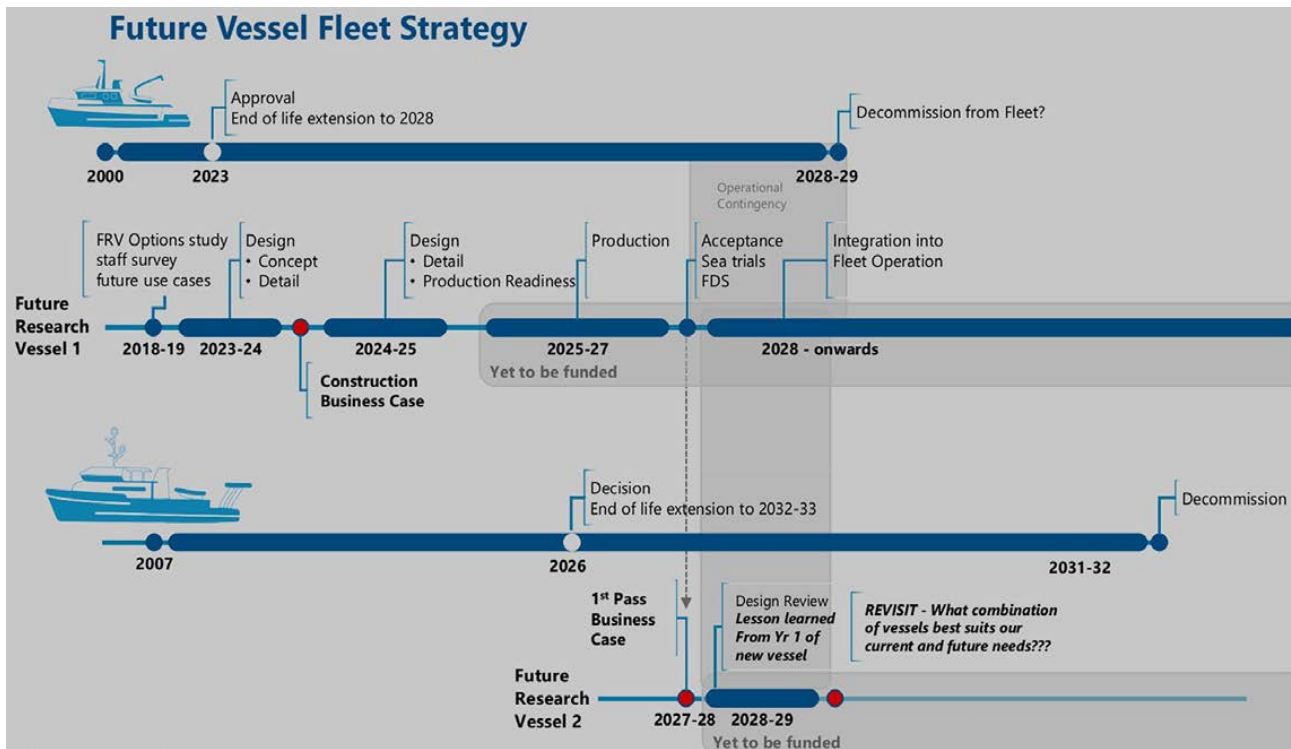 Future Vessel Fleet Strategy
Approval
End of life extension to 2028
Decommission from Fleet?
2000
2023
2028-29
Operational
Contingency
FRV Options study
staff survey
future use cases
Design
• Concept
• Detail
Design
• Detail
• Production Readiness
Production
Acceptance
Sea trials
FDS
Integration into
Fleet Operation
Future
Research
Vessel 1
2018-19
2023-24
2024-25
2025-27
2028 - onwards
Yet to be funded
Construction
Business Case
Decision
End of life extension to 2032-33
Decommission
2007
2026
2031-32
1st Pass
Business
Case
Design Review
Lesson learned
From Yr 1 of
new vessel
REVISIT - What combination
of vessels best suits our
current and future needs???
Future
Research
Vessel 2
2027-28
2028-29
Yet to be funded